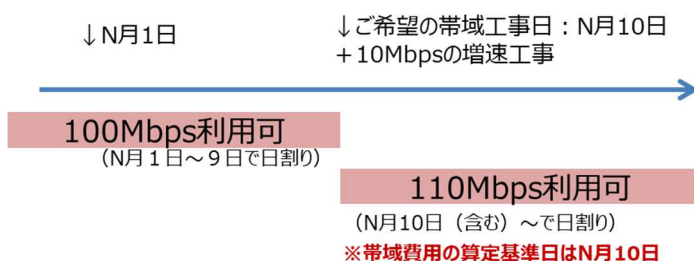 ↓N月1日
↓ご希望の帯域工事日：N月10日
＋10Mbpsの増速工事
100Mbps利用可
（N月１日～９日で日割り）
110Mbps利用可
（N月10日（含む）～で日割り）
※帯域費用の算定基準日はN月10日